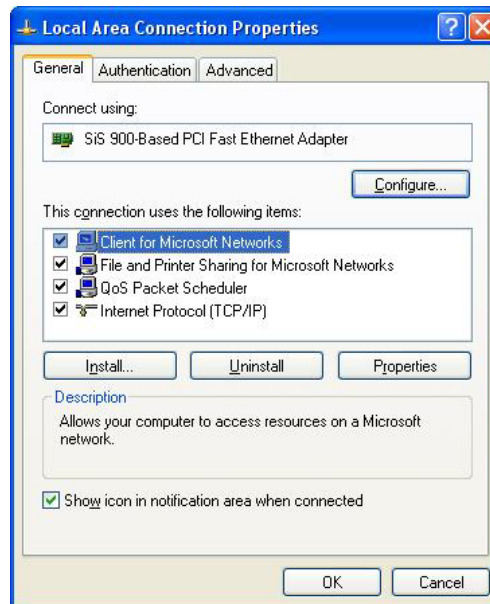 Local Area Connection Properties
General Authentication Advanced
Connect using:
SiS 900-Based PCI Fast Ethernet Adapter
Configure...
This connection uses the following items:
Client for Microsoft Networks
File and Printer Sharing for Microsoft Networks
QoS Packet Scheduler
Internet Protocol (TCP/IP)
Install... Uninstall Properties
Description
Allows your computer to access resources on a Microsoft
network.
Show icon in notification area when connected
OK Cancel